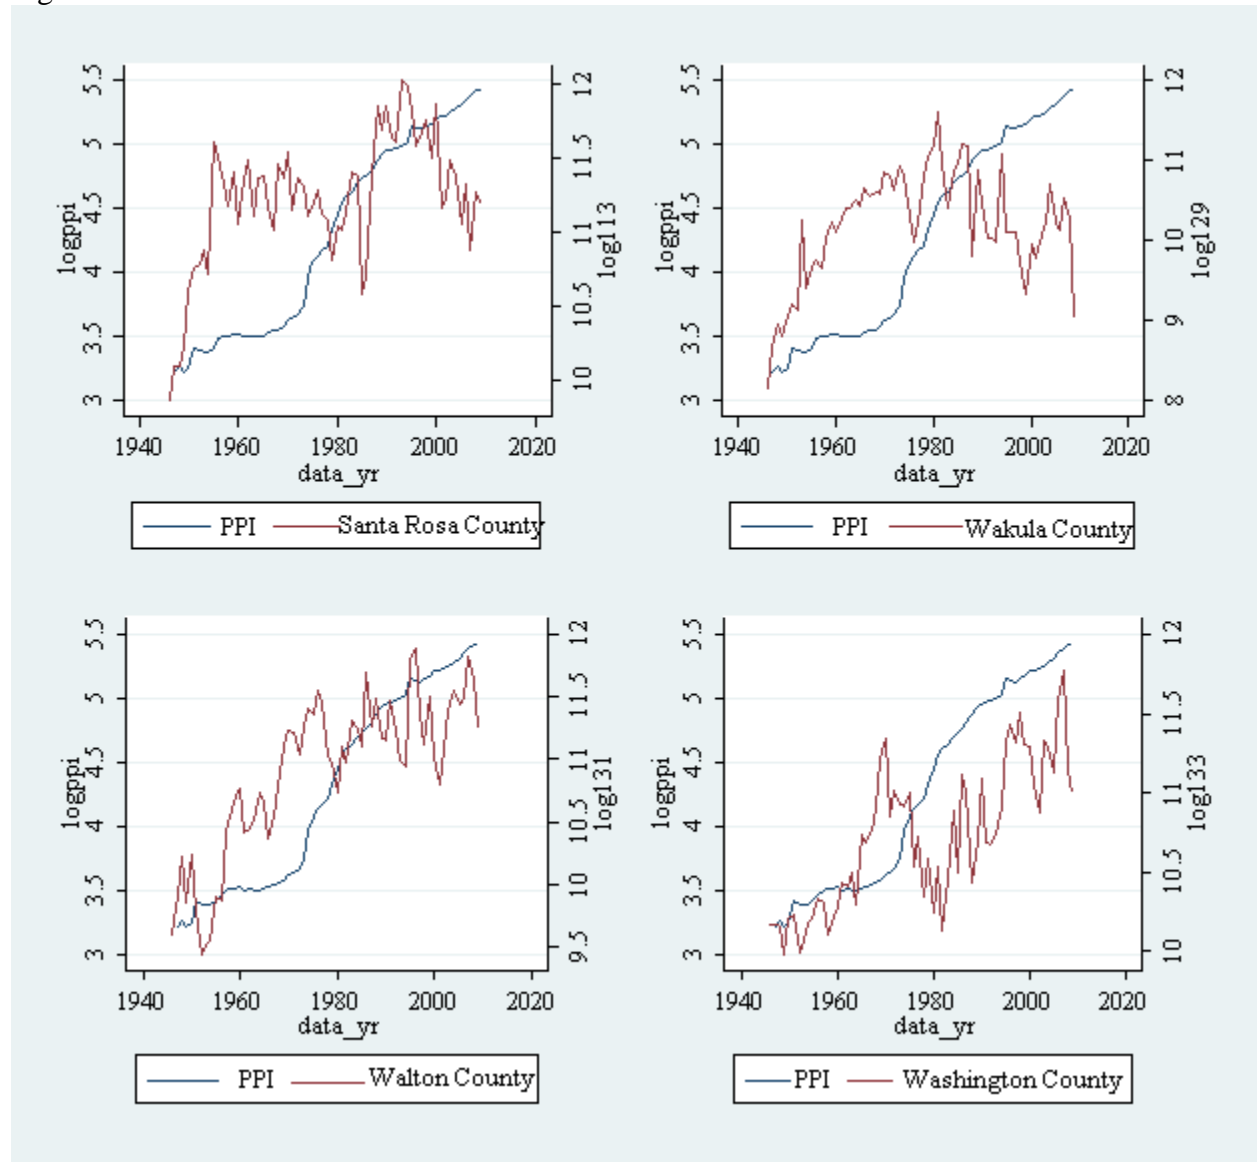 5.5 12 5.5 12
5 11.5 5 11
4.5 11 4.5 10
4 10.5 4 9
3.5 10 3.5 8
3 3
logppi log113 logppi log129
1940 1960 1980 2000 2020 1940 1960 1980 2000 2020
data_yr data_yr
PPI Santa Rosa County PPI Wakula County
5.5 12 5.5 12
5 11.5 5 11.5
4.5 11 4.5 11
4 10.5 4 10.5
3.5 10 3.5 10
3 9.5 3
logppi log131 logppi log133
1940 1960 1980 2000 2020 1940 1960 1980 2000 2020
data_yr data_yr
PPI Walton County PPI Washington County